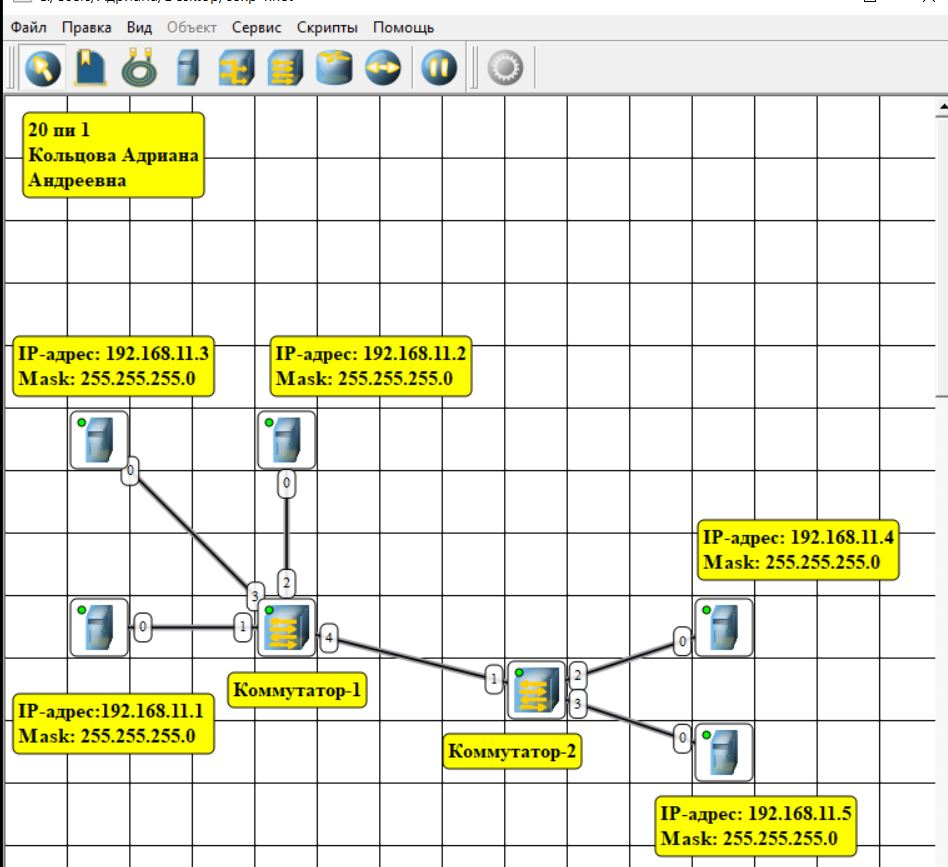 Файл Правка Вид Объект Сервис Скрипты Помощь
20 пи 1
Кольцова Адриана
Андреевна
IP-адрес: 192.168.11.3
Mask: 255.255.255.0
IP-адрес: 192.168.11.2
Mask: 255.255.255.0
0
0
IP-адрес: 192.168.11.4
Mask: 255.255.255.0
3
2
0
1
4
0
Коммутатор-1
1
2
3
IP-адрес:192.168.11.1
Mask: 255.255.255.0
0
Коммутатор-2
IP-адрес: 192.168.11.5
Mask: 255.255.255.0